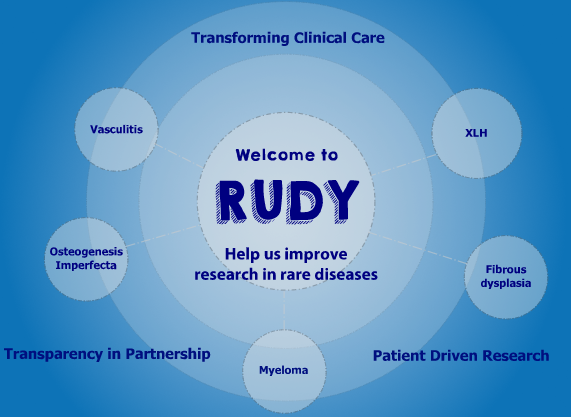 Transforming Clinical Care
Vasculitis
XLH
Welcome to
RUDY
Help us improve
research in rare diseases
Osteogenesis
Imperfecta
Fibrous
dysplasia
Transparency in Partnership
Patient Driven Research
Myeloma